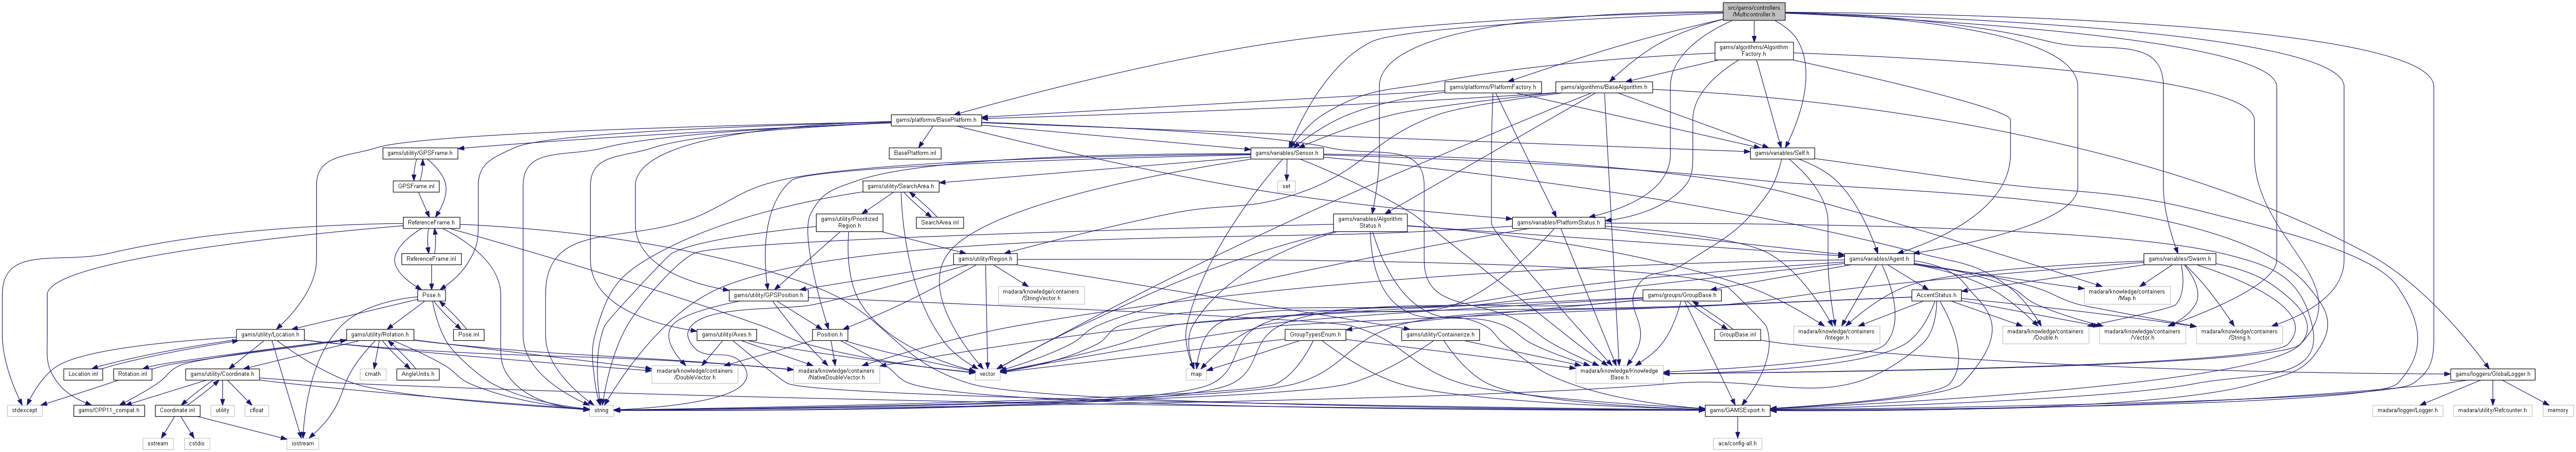 src/gams/controllers
/Multicontroller.h
gams/algorithms/Algorithm
Factory.h
gams/platforms/PlatformFactory.h
gams/algorithms/BaseAlgorithm.h
gams/platforms/BasePlatform.h
gams/utility/GPSFrame.h
BasePlatform.inl
gams/variables/Sensor.h
gams/variables/Self.h
GPSFrame.inl
gams/utility/SearchArea.h
set
ReferenceFrame.h
gams/utility/Prioritized
Region.h
SearchArea.inl
gams/variables/Algorithm
Status.h
gams/variables/PlatformStatus.h
ReferenceFrame.inl
gams/utility/Region.h
gams/variables/Agent.h
gams/variables/Swarm.h
Pose.h
gams/utility/GPSPosition.h
madara/knowledge/containers
/StringVector.h
gams/groups/GroupBase.h
AccentStatus.h
madara/knowledge/containers
/Map.h
gams/utility/Location.h
gams/utility/Rotation.h
Pose.inl
gams/utility/Axes.h
Position.h
GroupTypesEnum.h
gams/utility/Containerize.h
GroupBase.inl
madara/knowledge/containers
/Integer.h
madara/knowledge/containers
/Double.h
madara/knowledge/containers
/Vector.h
madara/knowledge/containers
/String.h
Location.inl
Rotation.inl
gams/utility/Coordinate.h
cmath
AngleUnits.h
madara/knowledge/containers
/DoubleVector.h
madara/knowledge/containers
/NativeDoubleVector.h
vector
map
madara/knowledge/Knowledge
Base.h
gams/loggers/GlobalLogger.h
stdexcept
gams/CPP11_compat.h
Coordinate.inl
utility
cfloat
string
gams/GAMSExport.h
madara/logger/Logger.h
madara/utility/Refcounter.h
memory
sstream
cstdio
iostream
ace/config-all.h